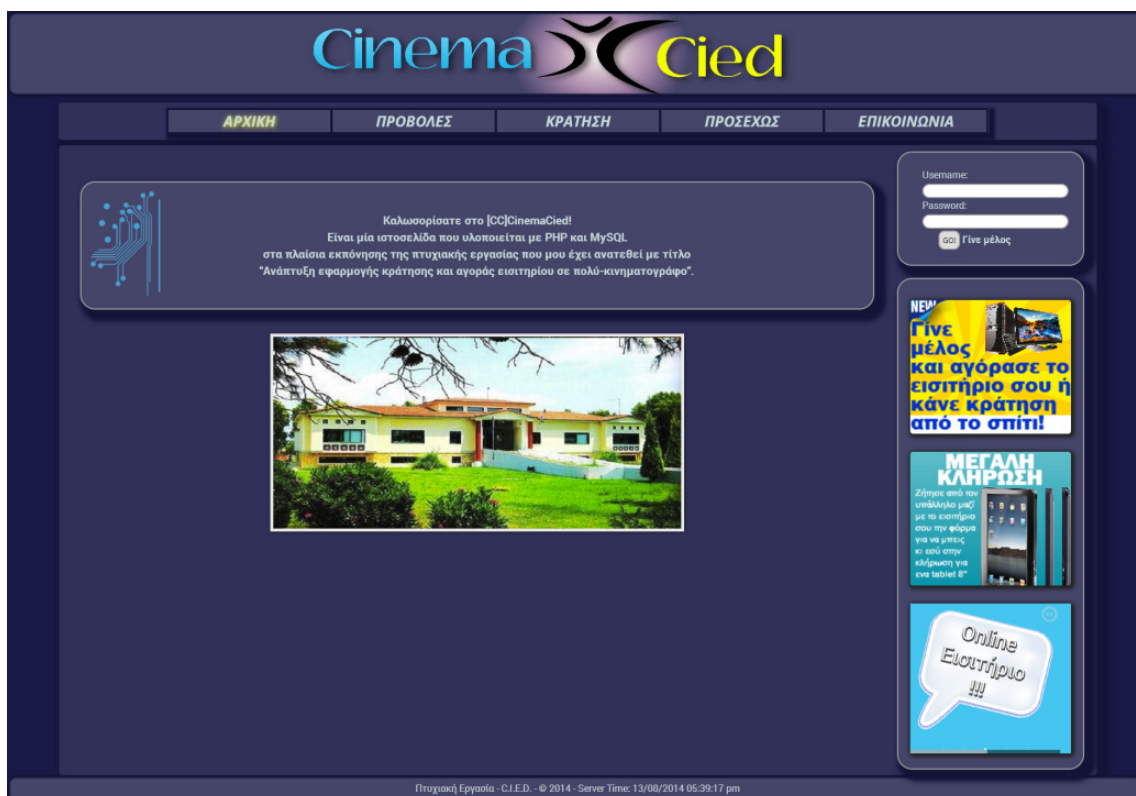 Cinema Cied
ΑΡΧΙΚΗ ΠΡΟΒΟΛΕΣ ΚΡΑΤΗΣΗ ΠΡΟΣΕΧΩΣ ΕΠΙΚΟΙΝΩΝΙΑ
Καλωσορίσατε στο [CC]CinemaCied!
Είναι μία ιστοσελίδα που υλοποιείται με PHP και MySQL
στα πλαίσια εκπόνησης της πτυχιακής εργασίας που μου έχει ανατεθεί με τίτλο
"Ανάπτυξη εφαρμογής κράτησης και αγοράς εισιτηρίου σε πολύ-κινηματογράφο".
Username:
Password:
GO! Γίνε μέλος
NEW
Γίνε
μέλος
και αγόρασε το
εισιτήριο σου ή
κάνε κράτηση
από το σπίτι!
ΜΕΓΑΛΗ
ΚΛΗΡΩΣΗ
Ζήτησε από τον
υπάλληλο μαζί
με το εισιτήριο
σου την φόρμα
για να μπεις
κι εσύ στην
κλήρωση για
ενα tablet 8"
Online
Εισιτήριο
!!!
Πτυχιακή Εργασία - C.I.E.D. - © 2014 - Server Time: 13/08/2014 05:39:17 pm